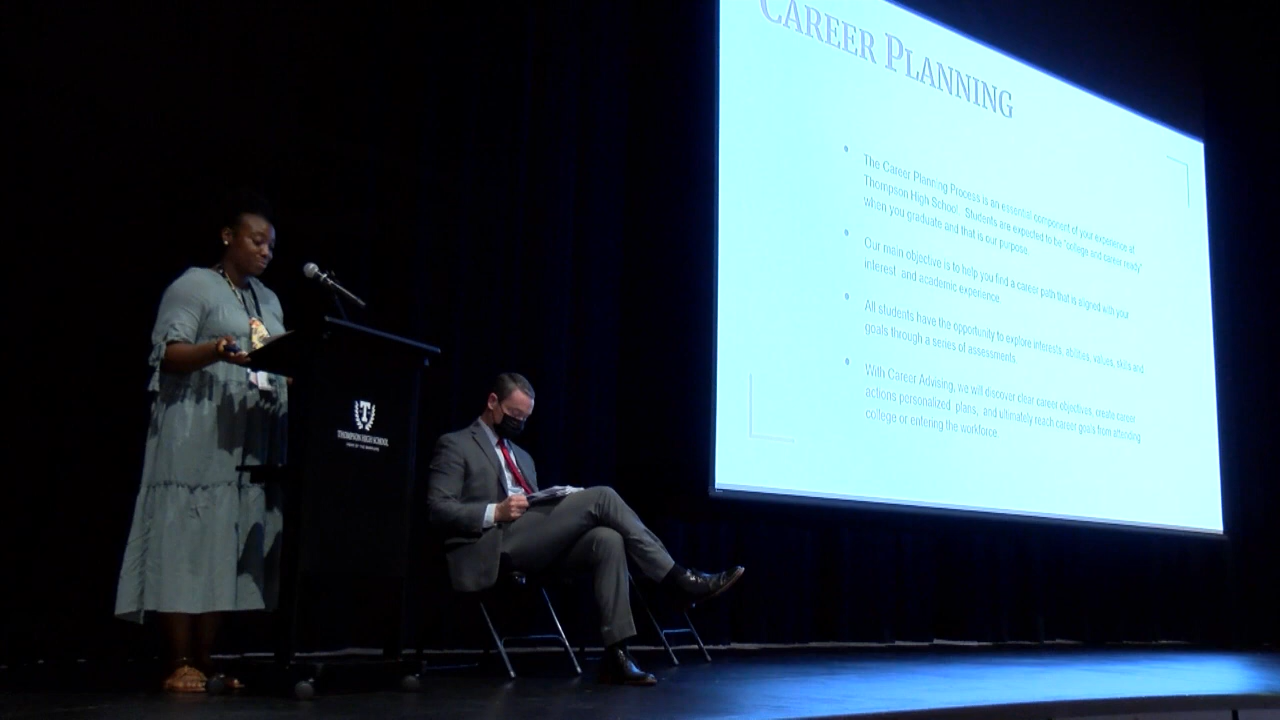 CAREER PLANNING
The Career Planning Process is an essential component of your experience at
Thompson High School. Students are expected to be "college and career ready"
when you graduate and that is our purpose.
Our main objective is to help you find a career path that is aligned with your
interest and academic experience.
All students have the opportunity to explore interests, abilities, values, skills and
goals through a series of assessments.
With Career Advising, we will discover clear career objectives, create career
actions personalized plans, and ultimately reach career goals from attending
college or entering the workforce.
T
THOMPSON HIGH SCHOOL
HOME OF THE WARRIORS